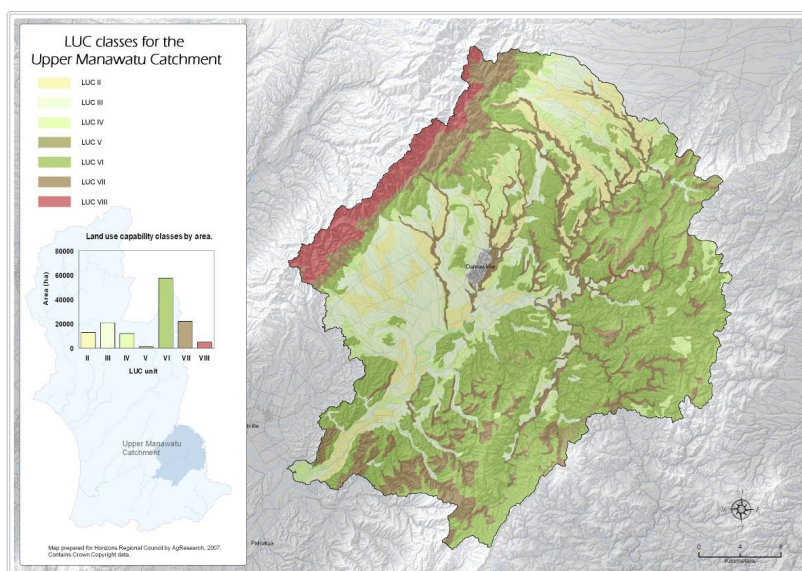 LUC classes for the
Upper Manawatu Catchment
LUC II
LUC III
LUC IV
LUC V
LUC VI
LUC VII
LUC VIII
Land use capability classes by area.
Area (ha)
80000
60000
40000
20000
0
II III IV V VI VII VIII
LUC unit
Upper Manawatu
Catchment
Map prepared for Horizons Regional Council by AgResearch, 2007.
Contains Crown Copyright data.
Dannevirke
Pahiatua
0 4 8
Kilometers